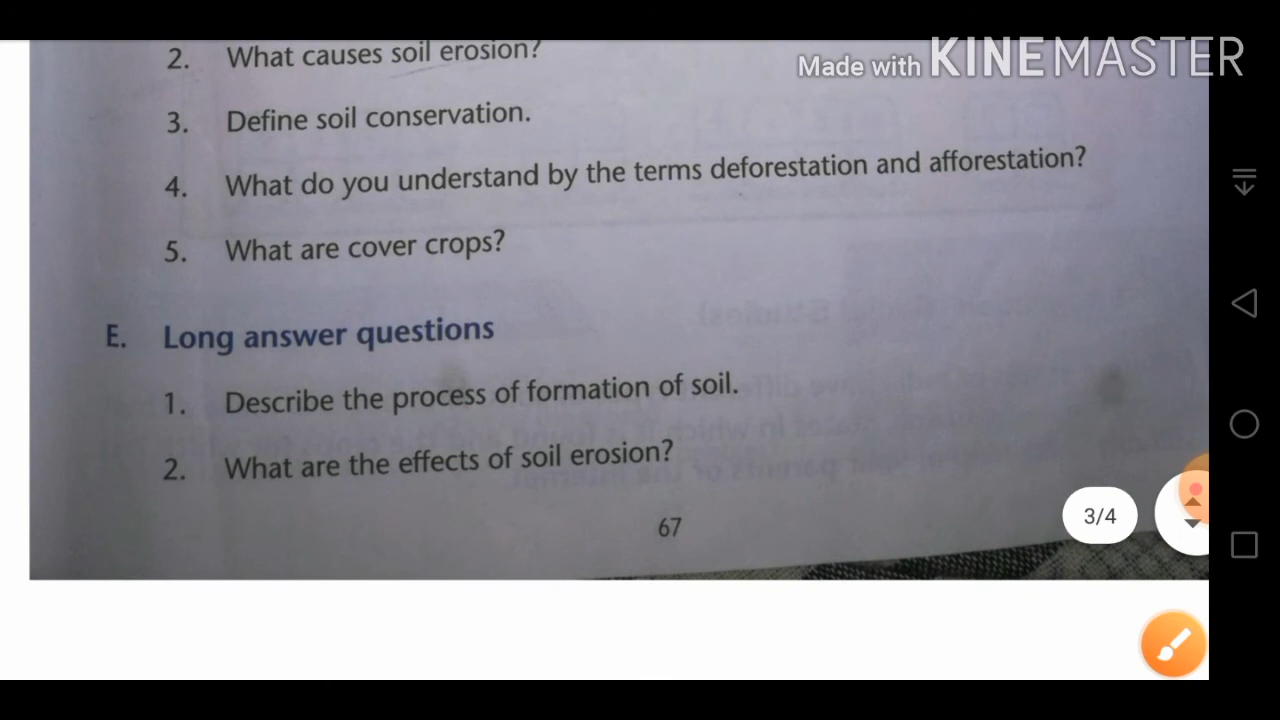 2. What causes soil erosion?
Made with KINEMASTER
3. Define soil conservation.
4. What do you understand by the terms deforestation and afforestation?
5. What are cover crops?
E. Long answer questions
1. Describe the process of formation of soil.
2. What are the effects of soil erosion?
67
3/4